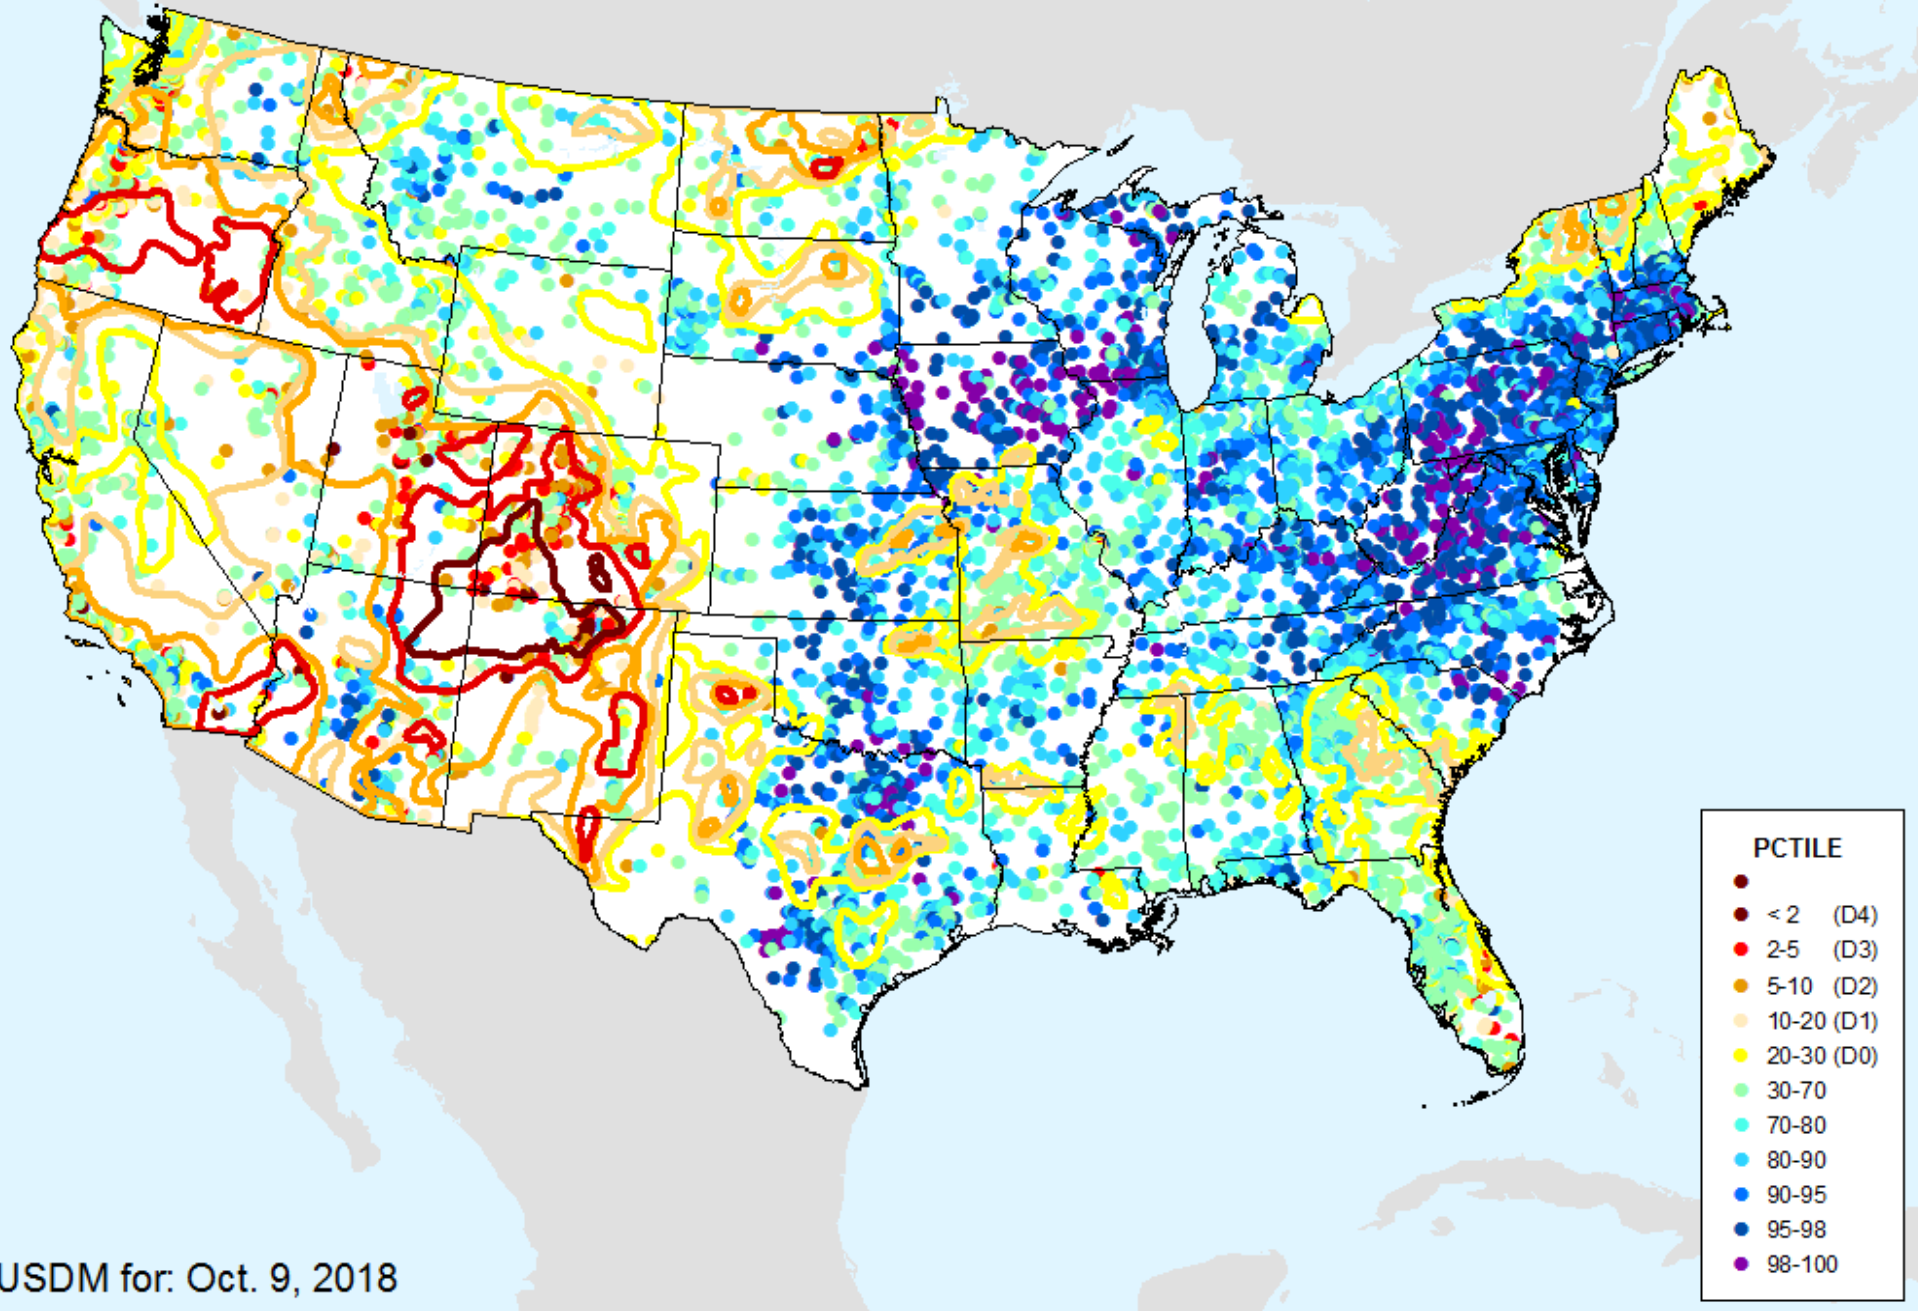 PCTILE
< 2 (D4)
2-5 (D3)
5-10 (D2)
10-20 (D1)
20-30 (D0)
30-70
70-80
80-90
90-95
95-98
98-100
USDM for: Oct. 9, 2018